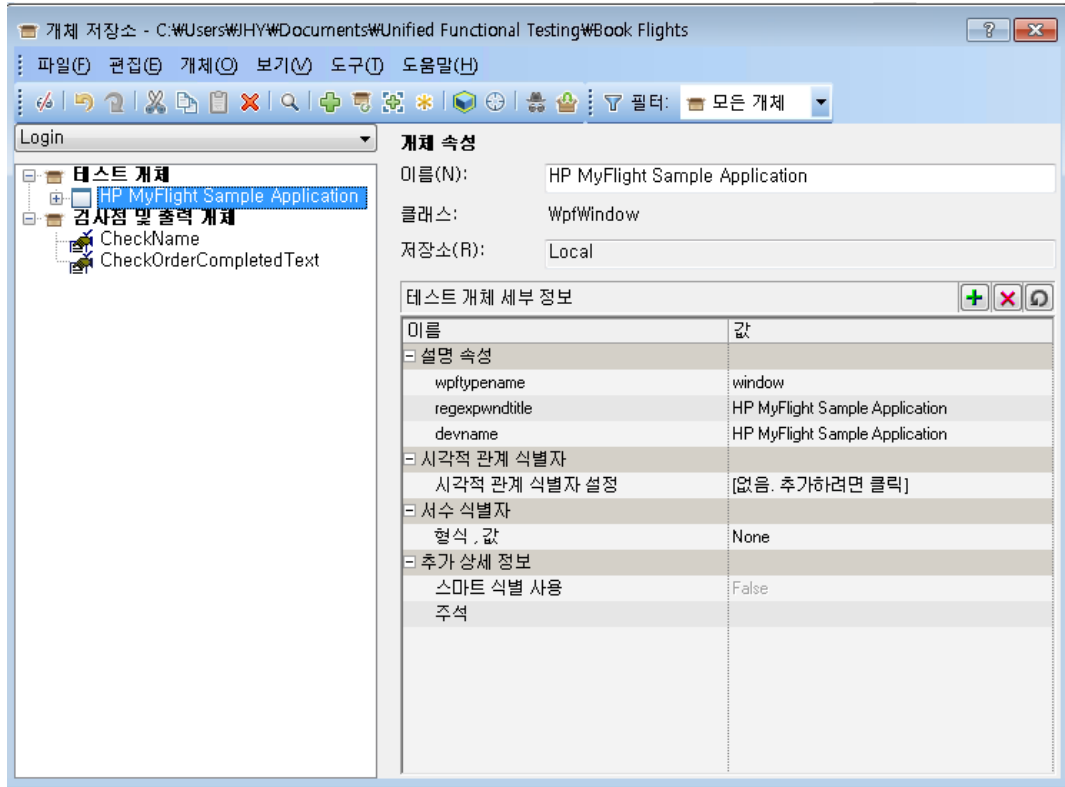 개체 저장소 - C:₩Users₩JHY₩Documents₩Unified Functional Testing₩Book Flights
파일(F) 편집(E) 개체(O) 보기(V) 도구(T) 도움말(H)
필터: 모든 개체
Login
테스트 개체
HP MyFlight Sample Application
검사점 및 출력 개체
CheckName
CheckOrderCompletedText
개체 속성
이름(N): HP MyFlight Sample Application
클래스: WpfWindow
저장소(R): Local
테스트 개체 세부 정보
이름 값
설명 속성
wpftypename window
regexpwndtitle HP MyFlight Sample Application
devname HP MyFlight Sample Application
시각적 관계 식별자
시각적 관계 식별자 설정 [없음. 추가하려면 클릭]
서수 식별자
형식 , 값 None
추가 상세 정보
스마트 식별 사용 False
주석